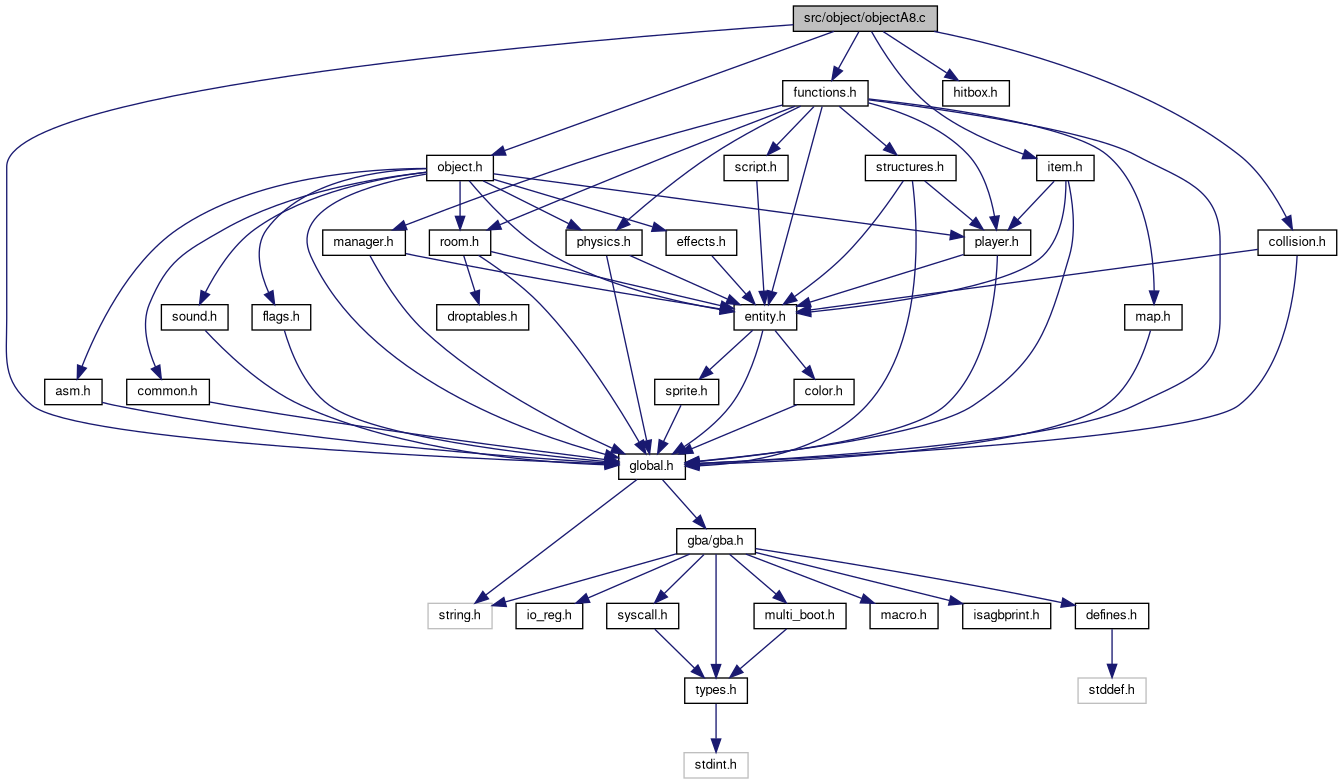 src/object/objectA8.c
functions.h
hitbox.h
object.h
script.h
structures.h
item.h
manager.h
room.h
physics.h
effects.h
player.h
collision.h
sound.h
flags.h
droptables.h
entity.h
map.h
asm.h
common.h
sprite.h
color.h
global.h
gba/gba.h
string.h
io_reg.h
syscall.h
multi_boot.h
macro.h
isagbprint.h
defines.h
types.h
stddef.h
stdint.h